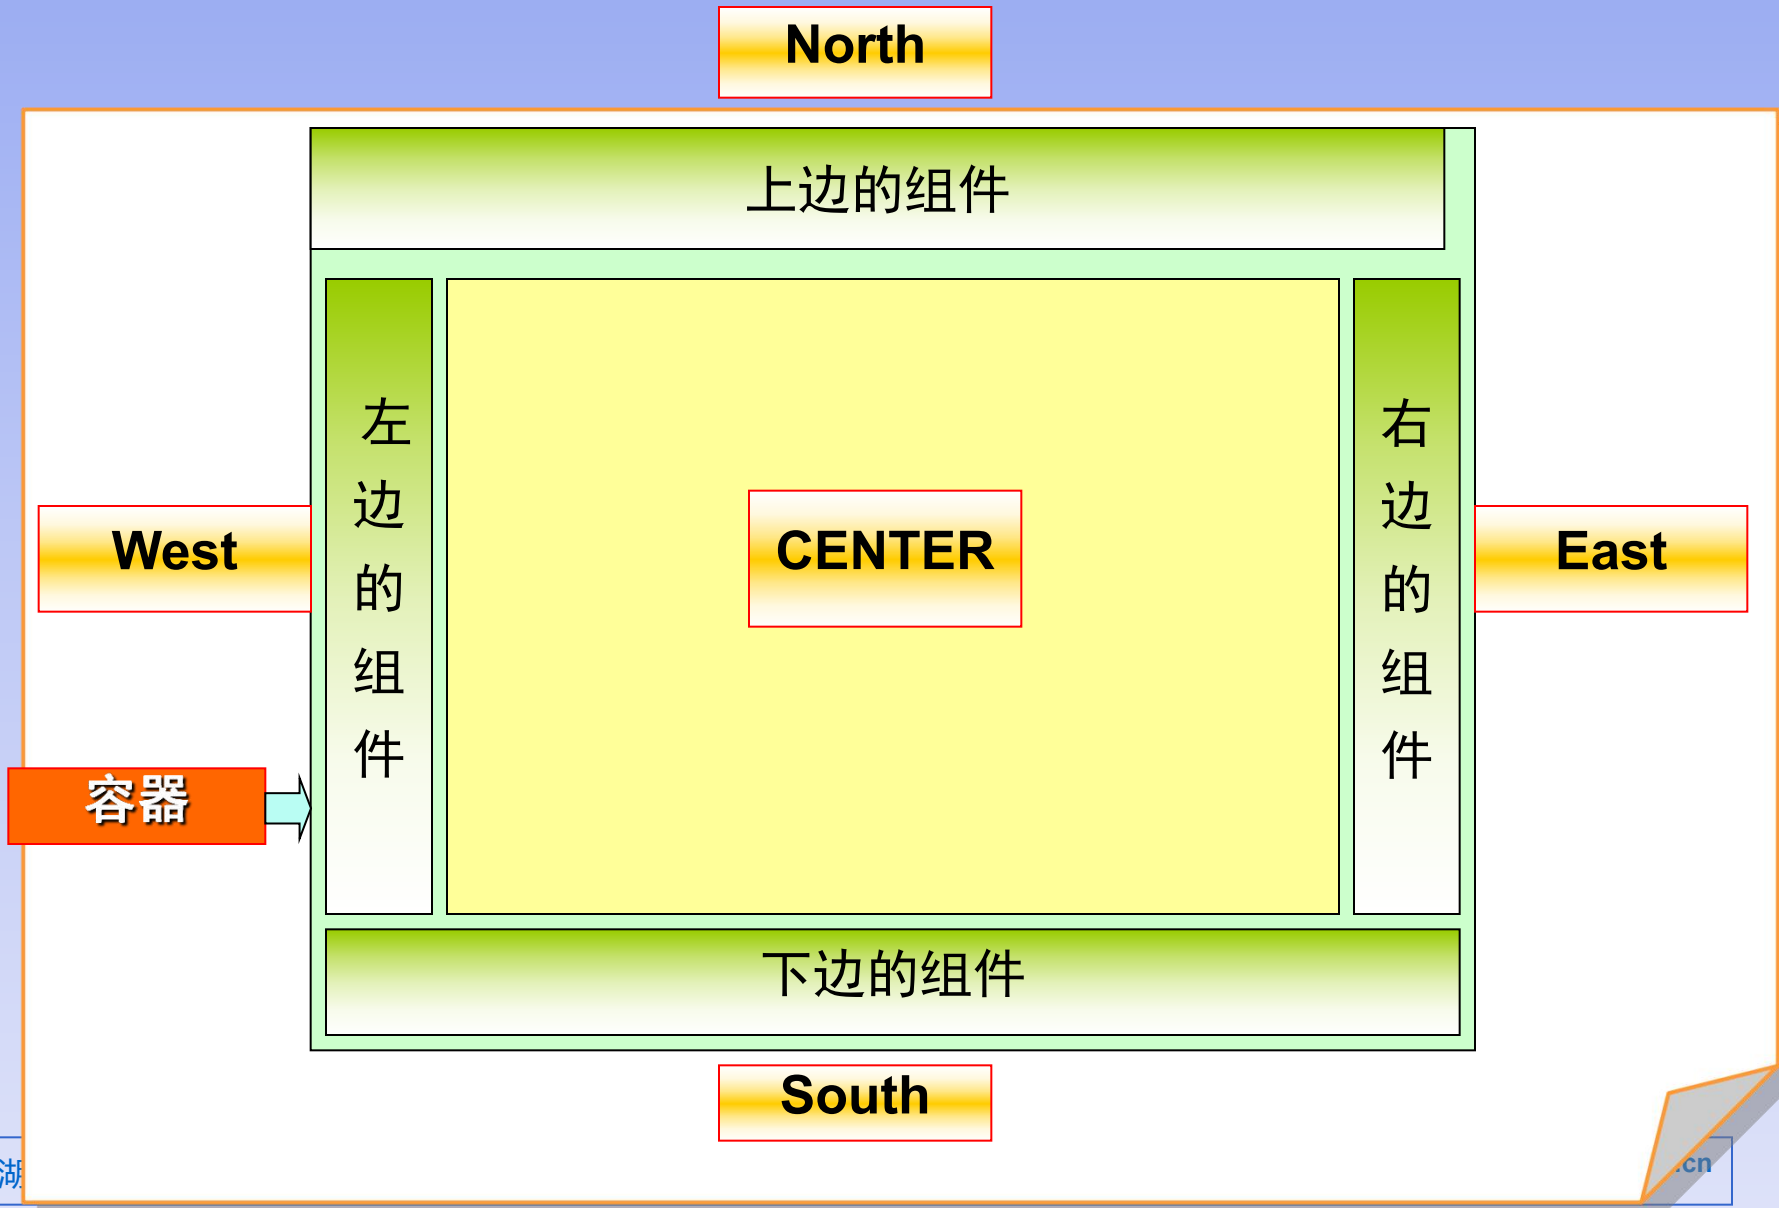 North
上边的组件
左
边
的
组
件
右
边
的
组
件
West
CENTER
East
容器
下边的组件
South
湖
.cn